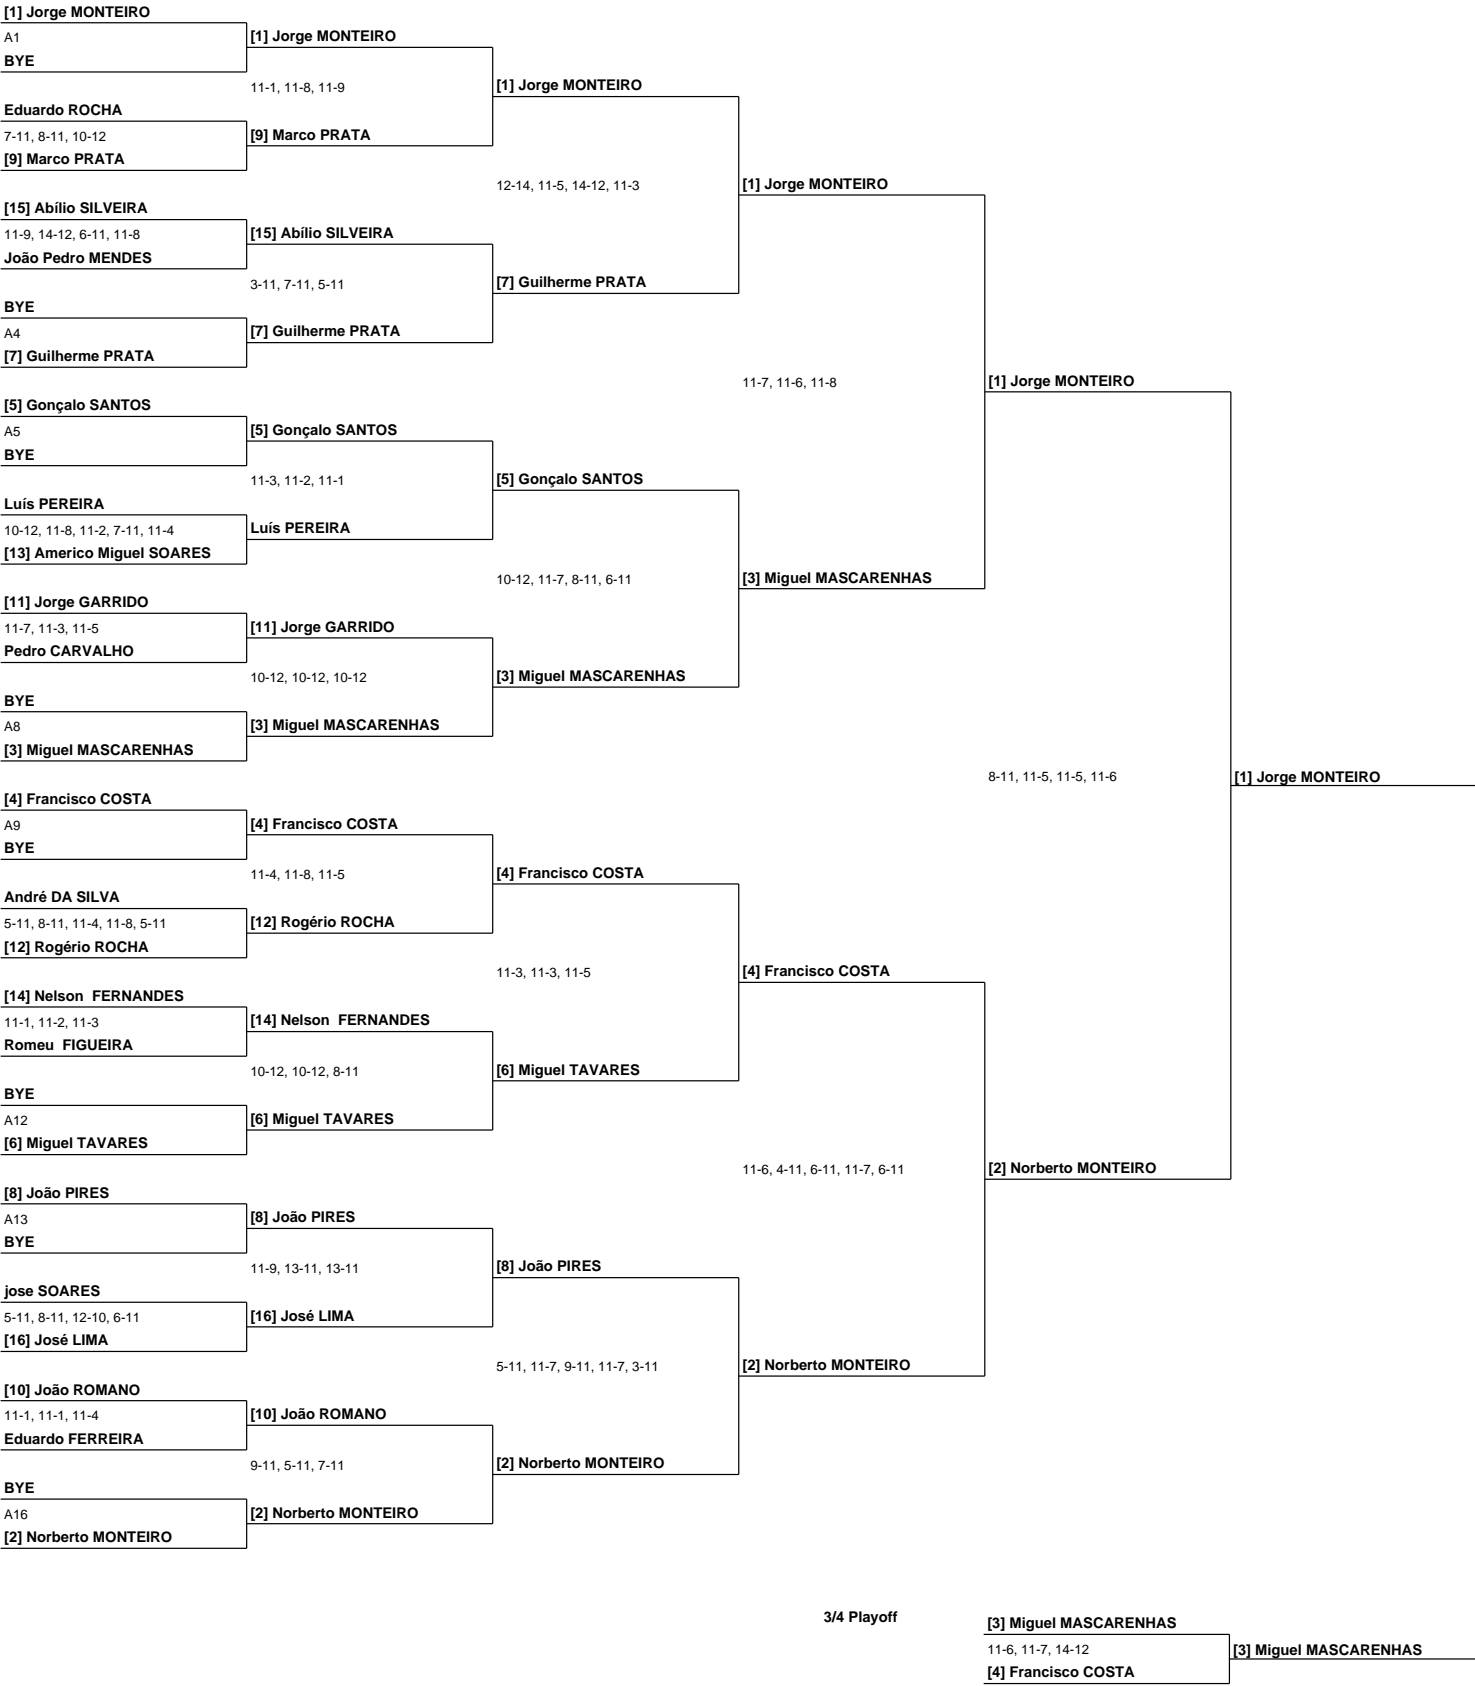 [1] Jorge MONTEIRO
A1
[1] Jorge MONTEIRO
BYE
11-1, 11-8, 11-9
[1] Jorge MONTEIRO
Eduardo ROCHA
7-11, 8-11, 10-12
[9] Marco PRATA
[9] Marco PRATA
12-14, 11-5, 14-12, 11-3
[1] Jorge MONTEIRO
[15] Abílio SILVEIRA
11-9, 14-12, 6-11, 11-8
[15] Abílio SILVEIRA
João Pedro MENDES
3-11, 7-11, 5-11
[7] Guilherme PRATA
BYE
A4
[7] Guilherme PRATA
[7] Guilherme PRATA
11-7, 11-6, 11-8
[1] Jorge MONTEIRO
[5] Gonçalo SANTOS
A5
[5] Gonçalo SANTOS
BYE
11-3, 11-2, 11-1
[5] Gonçalo SANTOS
Luís PEREIRA
10-12, 11-8, 11-2, 7-11, 11-4
Luís PEREIRA
[13] Americo Miguel SOARES
10-12, 11-7, 8-11, 6-11
[3] Miguel MASCARENHAS
[11] Jorge GARRIDO
11-7, 11-3, 11-5
[11] Jorge GARRIDO
Pedro CARVALHO
10-12, 10-12, 10-12
[3] Miguel MASCARENHAS
BYE
A8
[3] Miguel MASCARENHAS
[3] Miguel MASCARENHAS
8-11, 11-5, 11-5, 11-6
[1] Jorge MONTEIRO
[4] Francisco COSTA
A9
[4] Francisco COSTA
BYE
11-4, 11-8, 11-5
[4] Francisco COSTA
André DA SILVA
5-11, 8-11, 11-4, 11-8, 5-11
[12] Rogério ROCHA
[12] Rogério ROCHA
11-3, 11-3, 11-5
[4] Francisco COSTA
[14] Nelson  FERNANDES
11-1, 11-2, 11-3
[14] Nelson  FERNANDES
Romeu  FIGUEIRA
10-12, 10-12, 8-11
[6] Miguel TAVARES
BYE
A12
[6] Miguel TAVARES
[6] Miguel TAVARES
11-6, 4-11, 6-11, 11-7, 6-11
[2] Norberto MONTEIRO
[8] João PIRES
A13
[8] João PIRES
BYE
11-9, 13-11, 13-11
[8] João PIRES
jose SOARES
5-11, 8-11, 12-10, 6-11
[16] José LIMA
[16] José LIMA
5-11, 11-7, 9-11, 11-7, 3-11
[2] Norberto MONTEIRO
[10] João ROMANO
11-1, 11-1, 11-4
[10] João ROMANO
Eduardo FERREIRA
9-11, 5-11, 7-11
[2] Norberto MONTEIRO
BYE
A16
[2] Norberto MONTEIRO
[2] Norberto MONTEIRO
3/4 Playoff
[3] Miguel MASCARENHAS
11-6, 11-7, 14-12
[3] Miguel MASCARENHAS
[4] Francisco COSTA